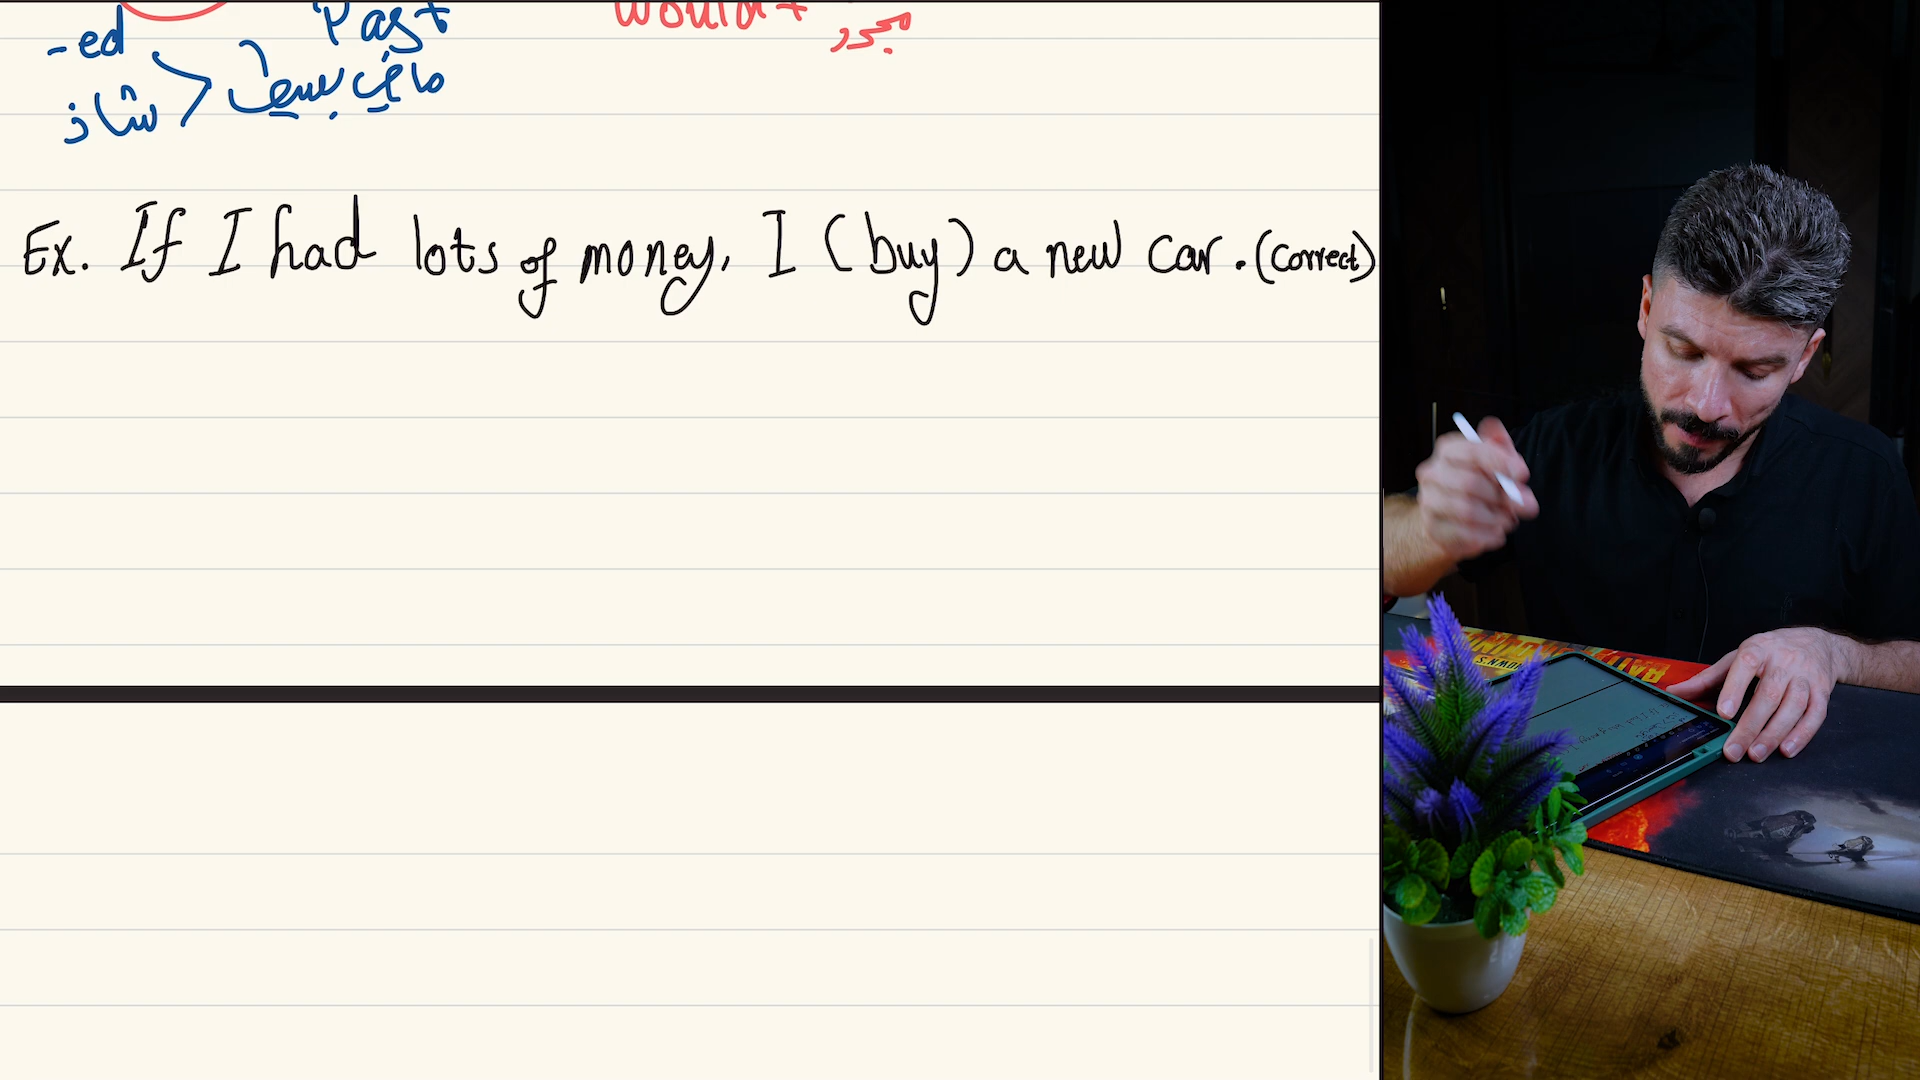 -ed Past would+ مجرد
شاذ ماضي بسيط
Ex. If I had lots of money, I (buy) a new car. (correct)